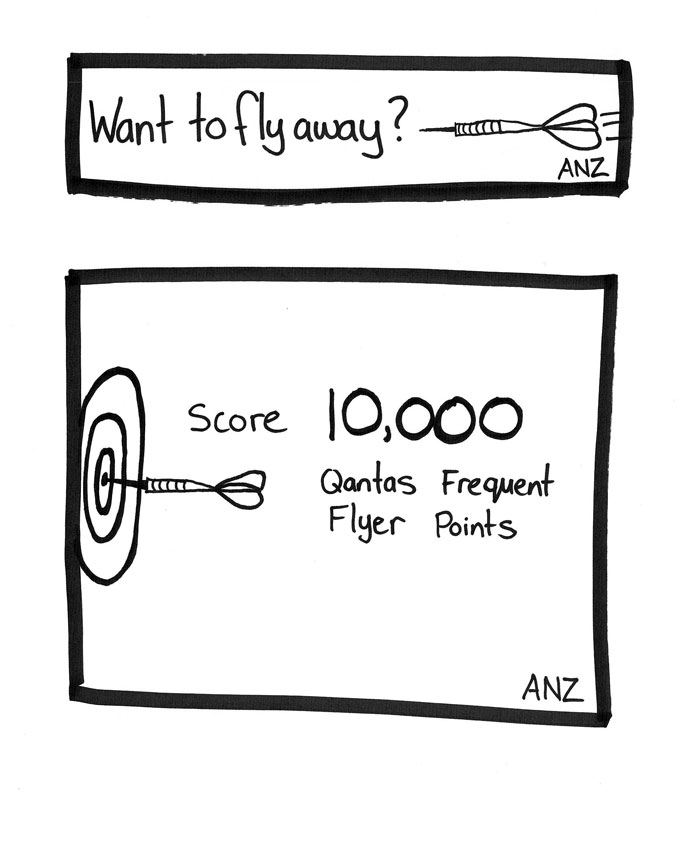 Want to fly away?
ANZ
Score 10,000
Qantas Frequent
Flyer Points
ANZ